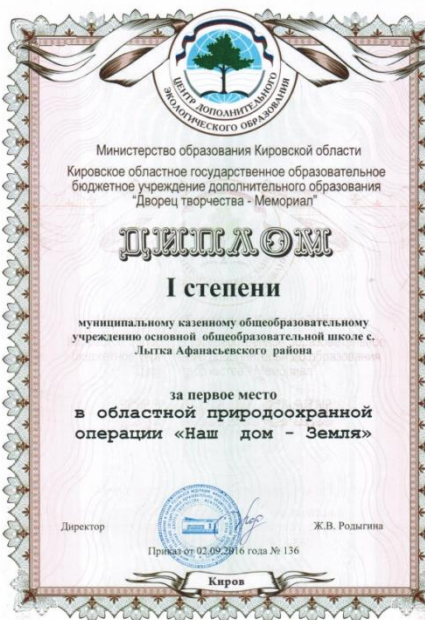 ЦЕНТР ДОПОЛНИТЕЛЬНОГО
ЭКОЛОГИЧЕСКОГО ОБРАЗОВАНИЯ
Министерство образования Кировской области
Кировское областное государственное образовательное
бюджетное учреждение дополнительного образования
"Дворец творчества - Мемориал"
ДИПЛОМ
I степени
муниципальному казенному общеобразовательному
учреждению основной общеобразовательной школе с.
Лытка Афанасьевского района
за первое место
в областной природоохранной
операции «Наш дом - Земля»
Директор
Ж.В. Родыгина
Приказ от 02.09.2016 года № 136
Киров